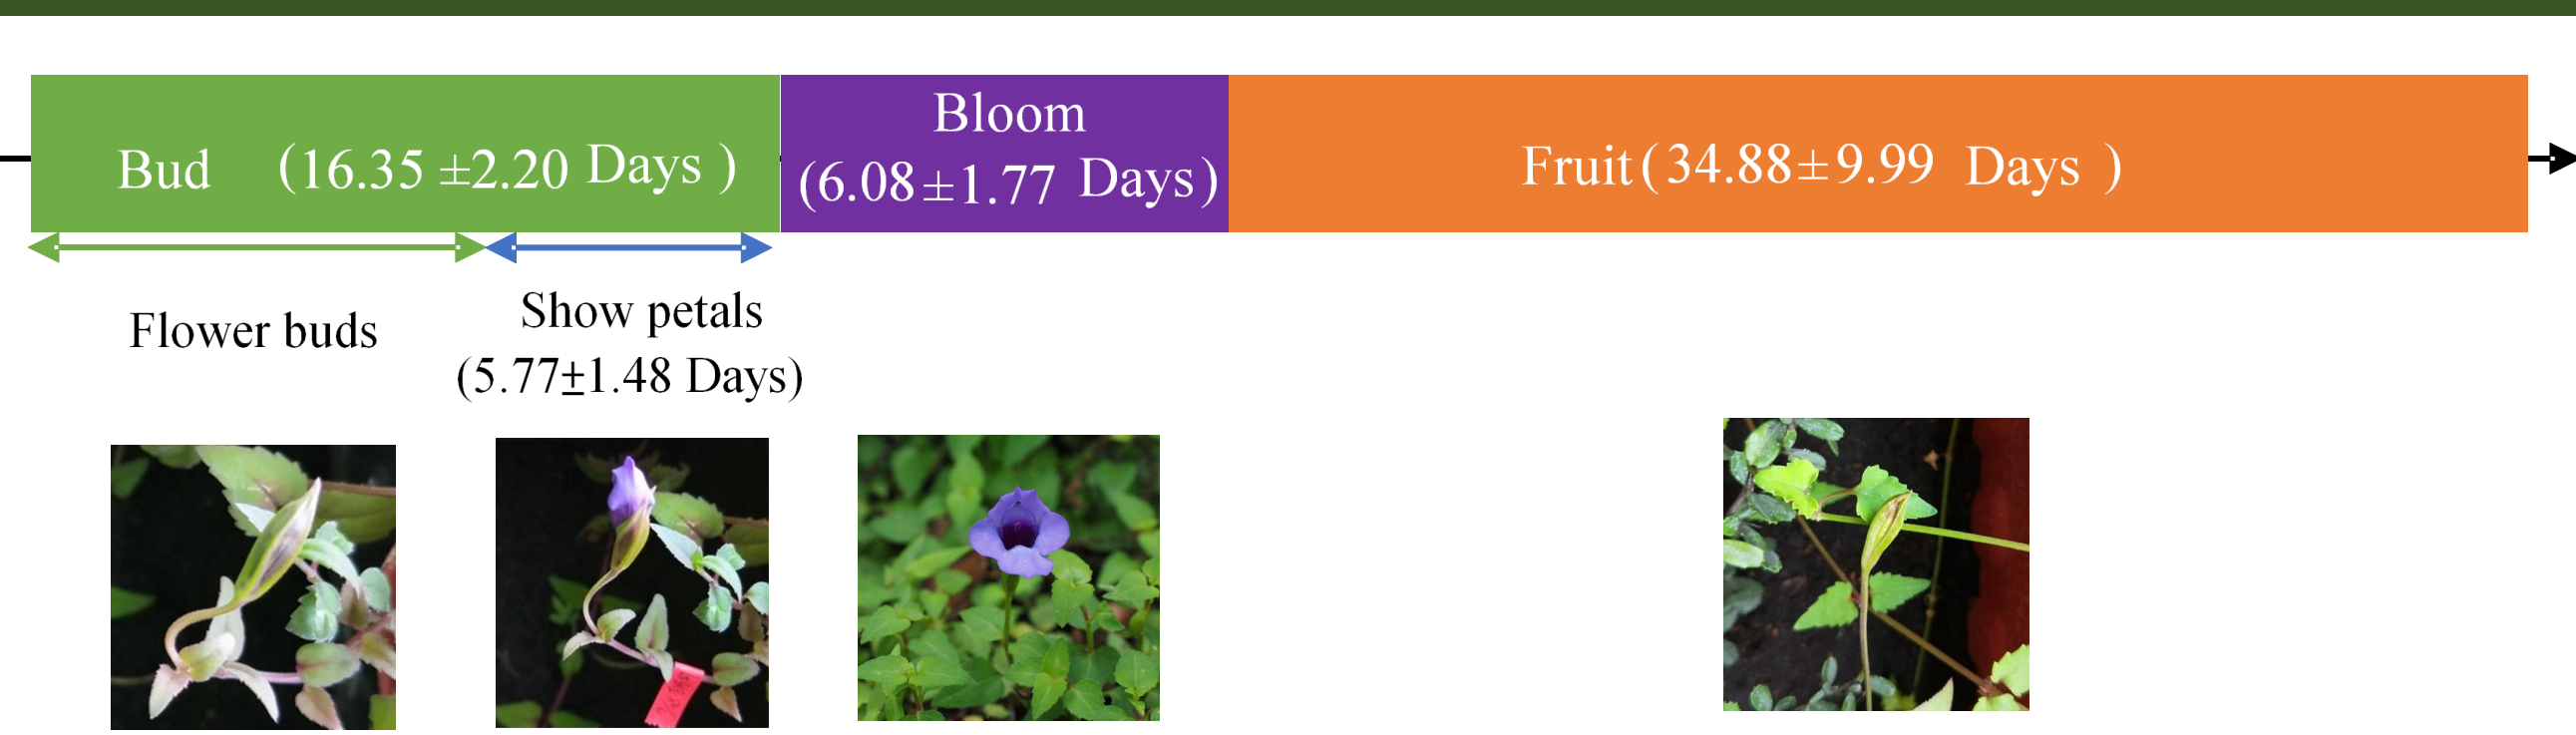 Bud (16.35 ±2.20 Days )
Bloom
(6.08±1.77 Days)
Fruit(34.88±9.99 Days )
Flower buds
Show petals
(5.77±1.48 Days)